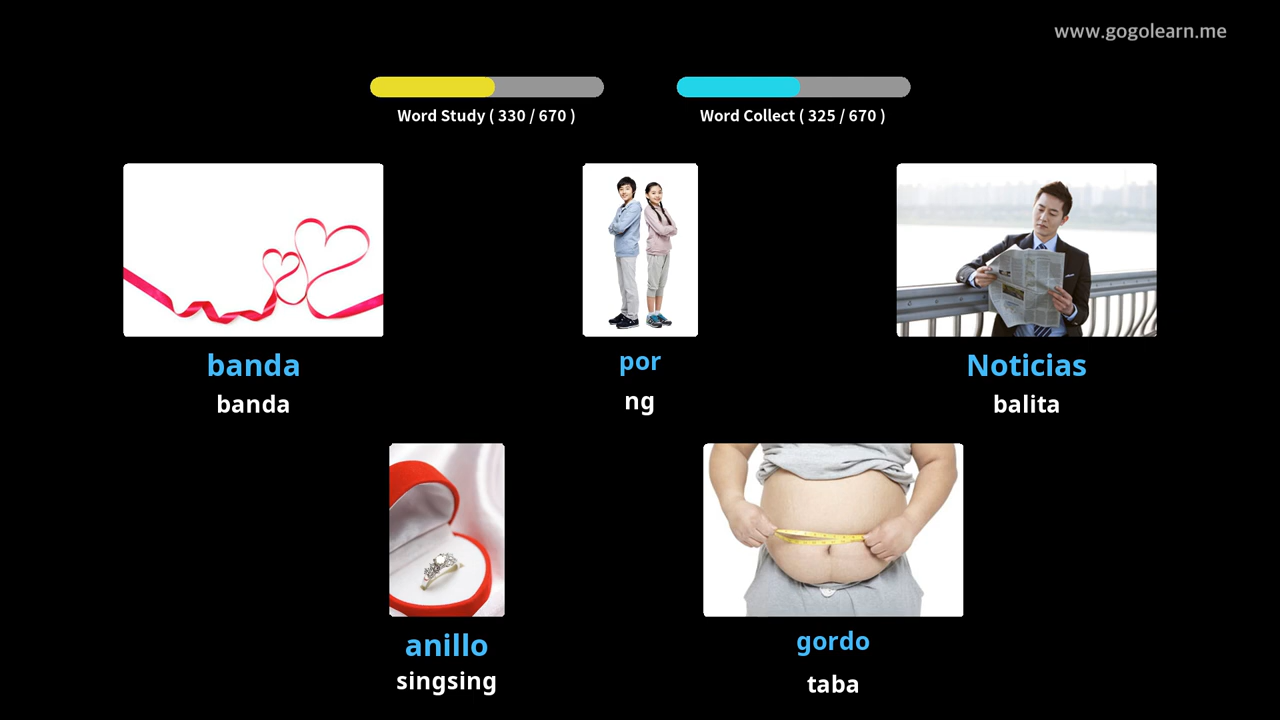 www.gogolearn.me
Word Study ( 330 / 670 )
Word Collect ( 325 / 670 )
banda
banda
por
ng
Noticias
balita
anillo
singsing
gordo
taba